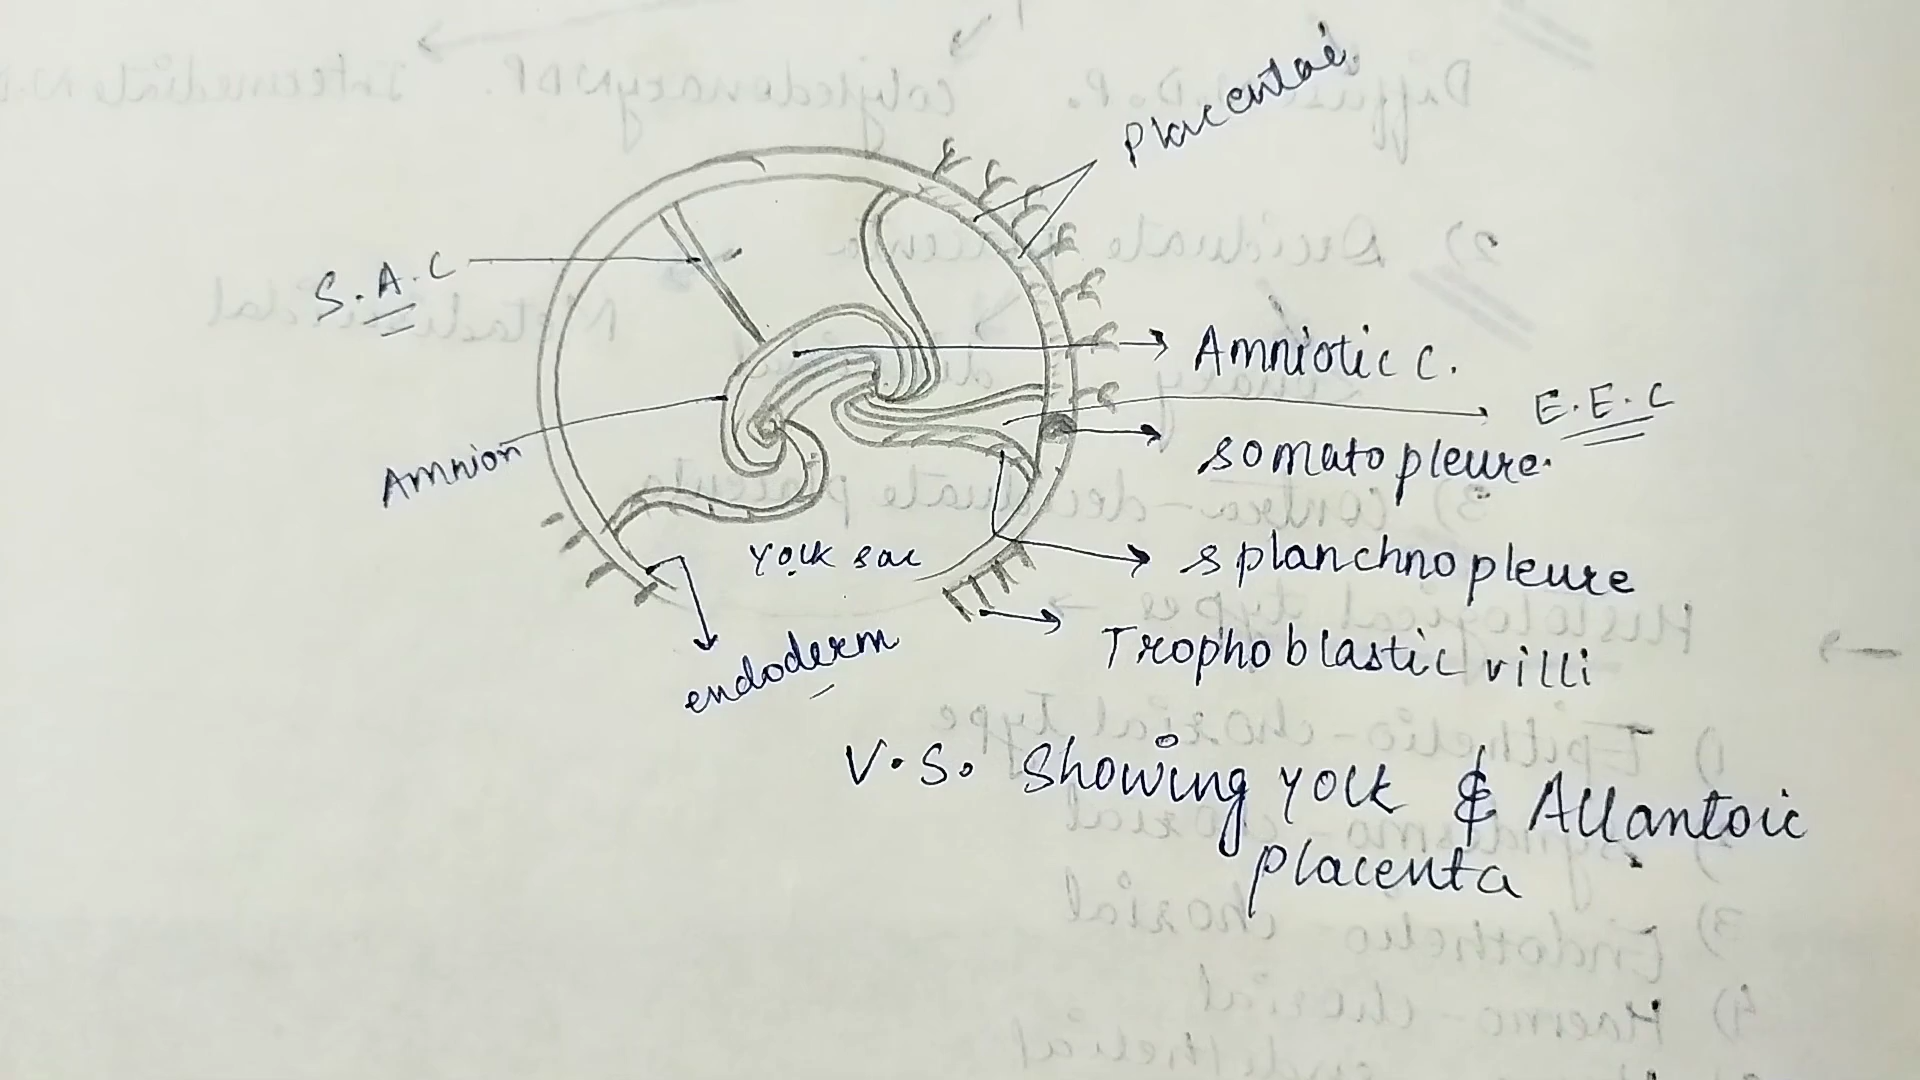 Placentae
S.A.C
Amniotic c.
E.E.C
Amnion
somatopleure.
Yolk sac
splanchnopleure
endoderm
Trophoblastic villi
V.S. Showing Yolk & Allantoic
placenta